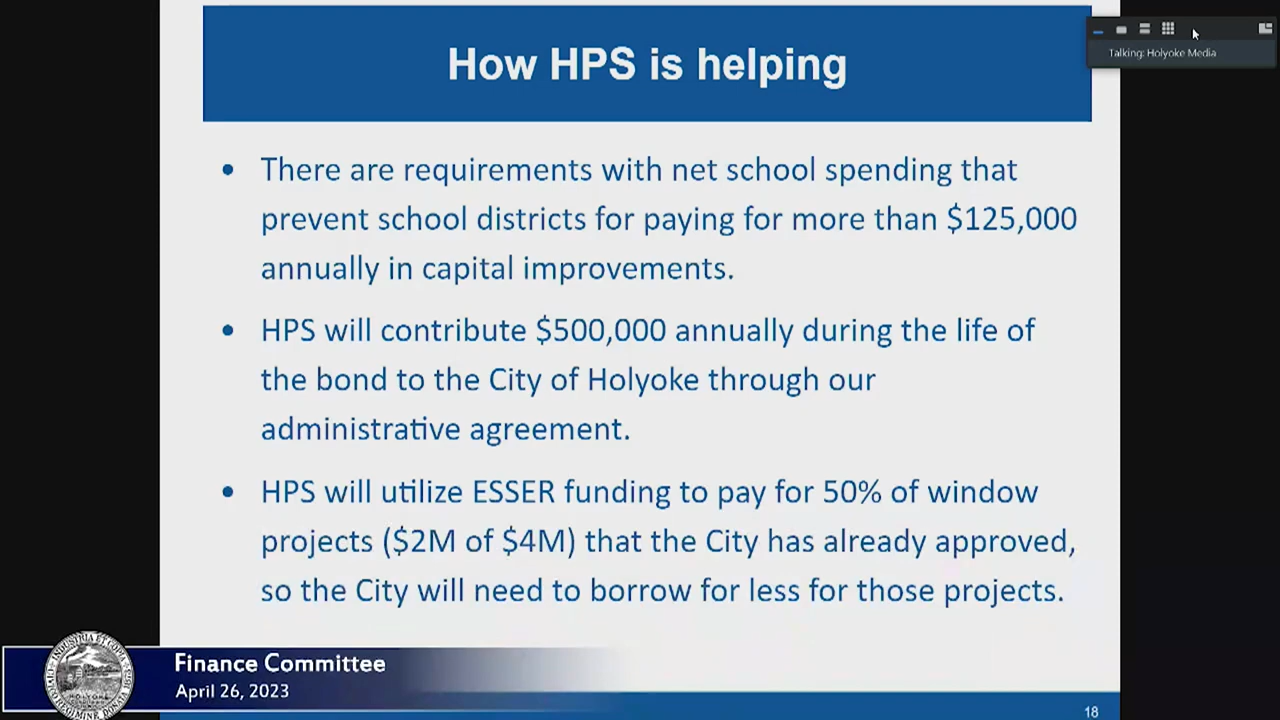 How HPS is helping
Talking: Holyoke Media
• There are requirements with net school spending that
prevent school districts for paying for more than $125,000
annually in capital improvements.
• HPS will contribute $500,000 annually during the life of
the bond to the City of Holyoke through our
administrative agreement.
• HPS will utilize ESSER funding to pay for 50% of window
projects ($2M of $4M) that the City has already approved,
so the City will need to borrow for less for those projects.
Finance Committee
April 26, 2023
18